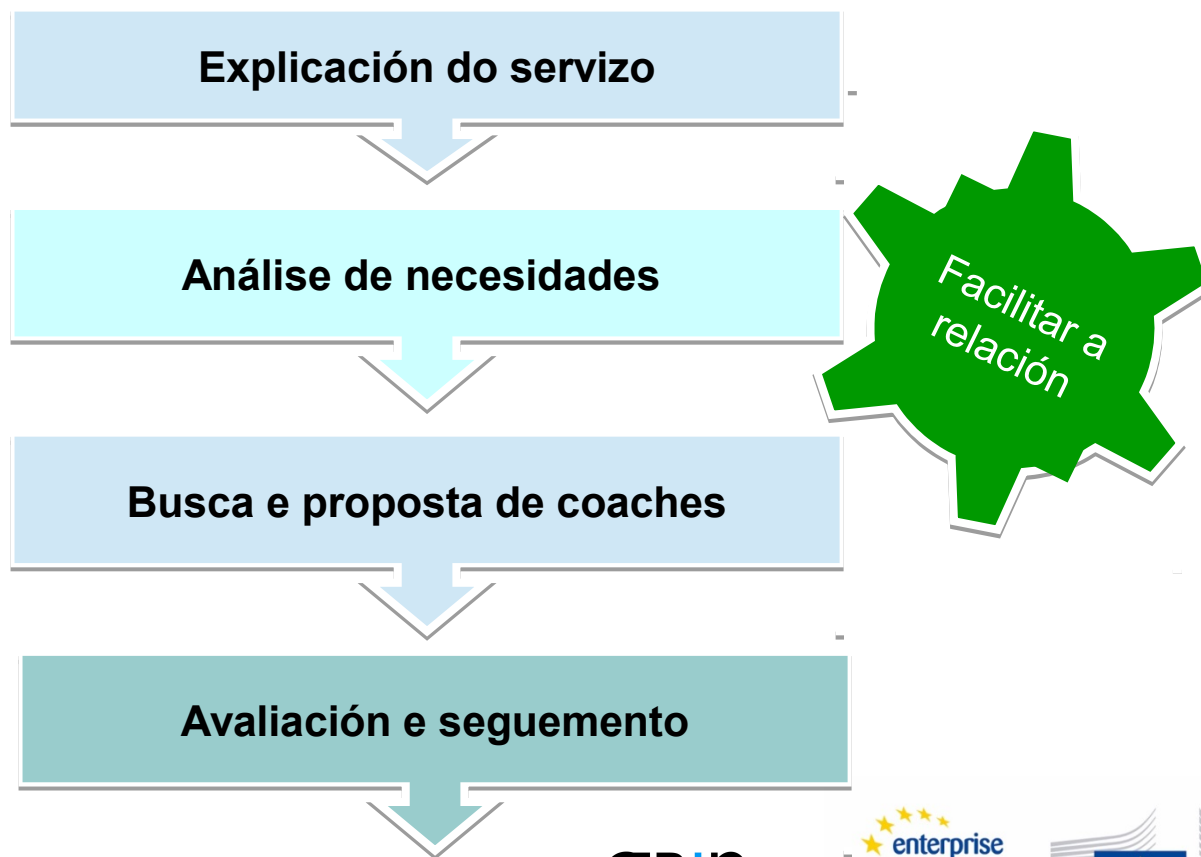 Explicación do servizo
Análise de necesidades
Facilitar a
relación
Busca e proposta de coaches
Avaliación e seguemento
enterprise